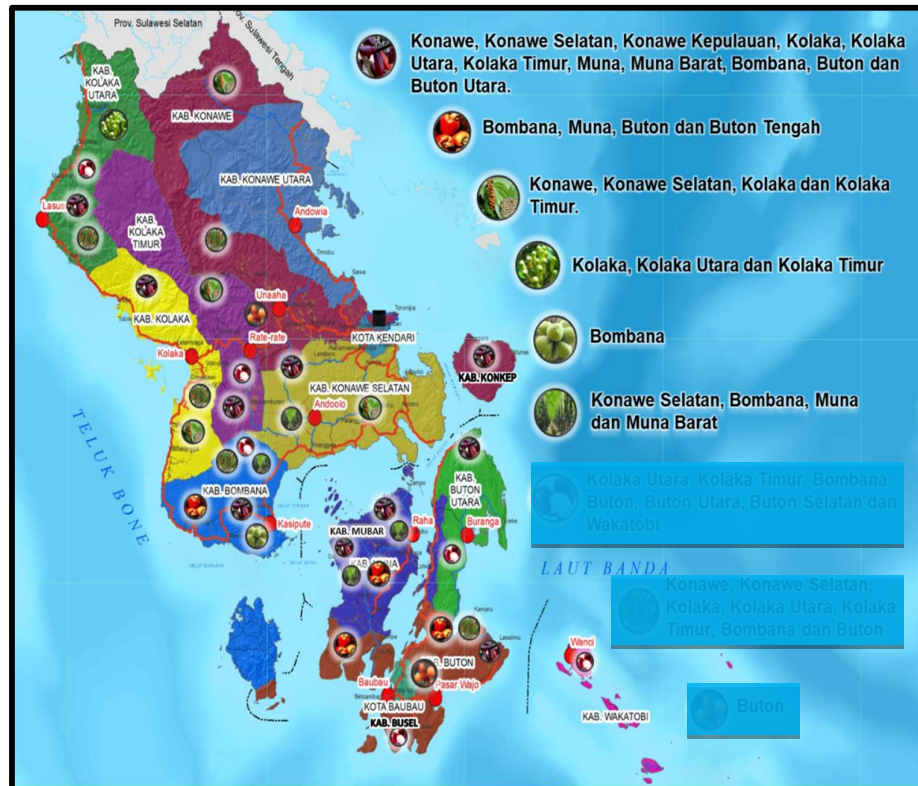 Prov. Sulawesi Selatan
Prov. Sulawesi Tengah
Konawe, Konawe Selatan, Konawe Kepulauan, Kolaka, Kolaka
Utara, Kolaka Timur, Muna, Muna Barat, Bombana, Buton dan
Buton Utara.
Bombana, Muna, Buton dan Buton Tengah
Konawe, Konawe Selatan, Kolaka dan Kolaka
Timur.
Kolaka, Kolaka Utara dan Kolaka Timur
Bombana
Konawe Selatan, Bombana, Muna
dan Muna Barat
Kolaka Utara, Kolaka Timur, Bombana,
Buton, Buton Utara, Buton Selatan dan
Wakatobi
Konawe, Konawe Selatan,
Kolaka, Kolaka Utara, Kolaka
Timur, Bombana dan Buton
Buton
KAB.
KOLAKA
UTARA
KAB. KONAWE
KAB. KONAWE UTARA
Lasusi
KAB.
KOLAKA
TIMUR
Andowia
Unaaha
KAB. KOLAKA
KOTA KENDARI
Toronipa
Kolaka
Rate-rate
KAB. KONKEP
KAB. KONAWE SELATAN
Andoolo
TELUK BONE
KAB.
BUTON
UTARA
KAB. BOMBANA
Kasipute
KAB. MUBAR
Raha
Buranga
LAUT BANDA
Kamaru
Lasalimu
Wanci
BUTON
Baubau
Pasar Wajo
KOTA BAUBAU
KAB. BUSEL
KAB. WAKATOBI